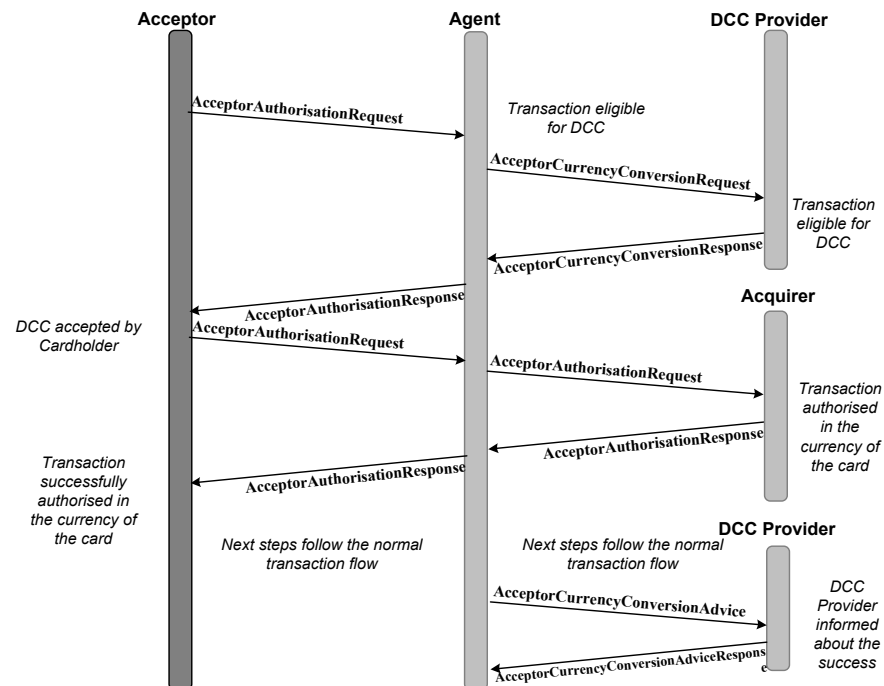 Acceptor
Agent
DCC Provider
AcceptorAuthorisationRequest
Transaction eligible
for DCC
AcceptorCurrencyConversionRequest
Transaction
eligible for
DCC
AcceptorCurrencyConversionResponse
AcceptorAuthorisationResponse
Acquirer
DCC accepted by
Cardholder
AcceptorAuthorisationRequest
AcceptorAuthorisationRequest
Transaction
authorised
in the
currency of
the card
AcceptorAuthorisationResponse
AcceptorAuthorisationResponse
Transaction
successfully
authorised in
the currency of
the card
DCC Provider
Next steps follow the normal
transaction flow
Next steps follow the normal
transaction flow
AcceptorCurrencyConversionAdvice
DCC
Provider
informed
about the
success
AcceptorCurrencyConversionAdviceRespons
e